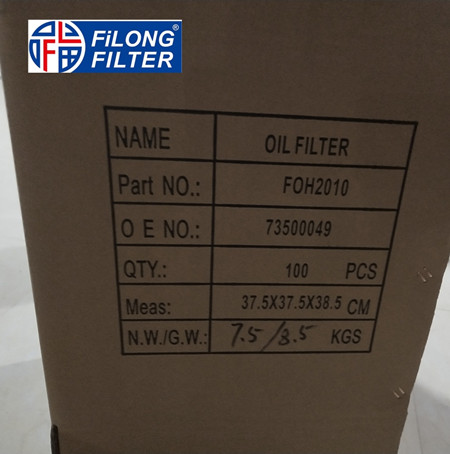 FiLONG®
FILTER
NAME OIL FILTER
Part NO.: FOH2010
O E NO.: 73500049
QTY.: 100 PCS
Meas: 37.5X37.5X38.5 CM
N.W./G.W.: 7.5/8.5 KGS